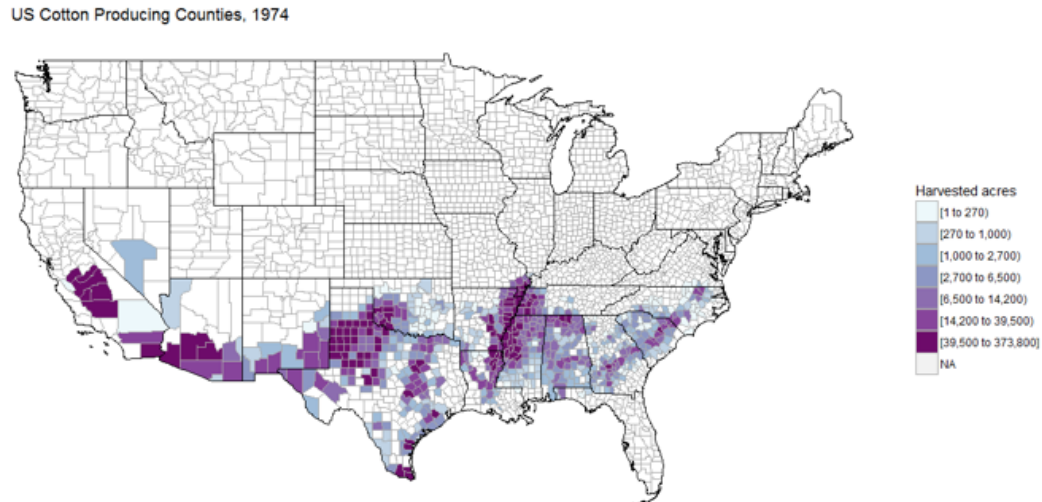 US Cotton Producing Counties, 1974
Harvested acres
[1 to 270)
[270 to 1,000)
[1,000 to 2,700)
[2,700 to 6,500)
[6,500 to 14,200)
[14,200 to 39,500)
[39,500 to 373,800]
NA